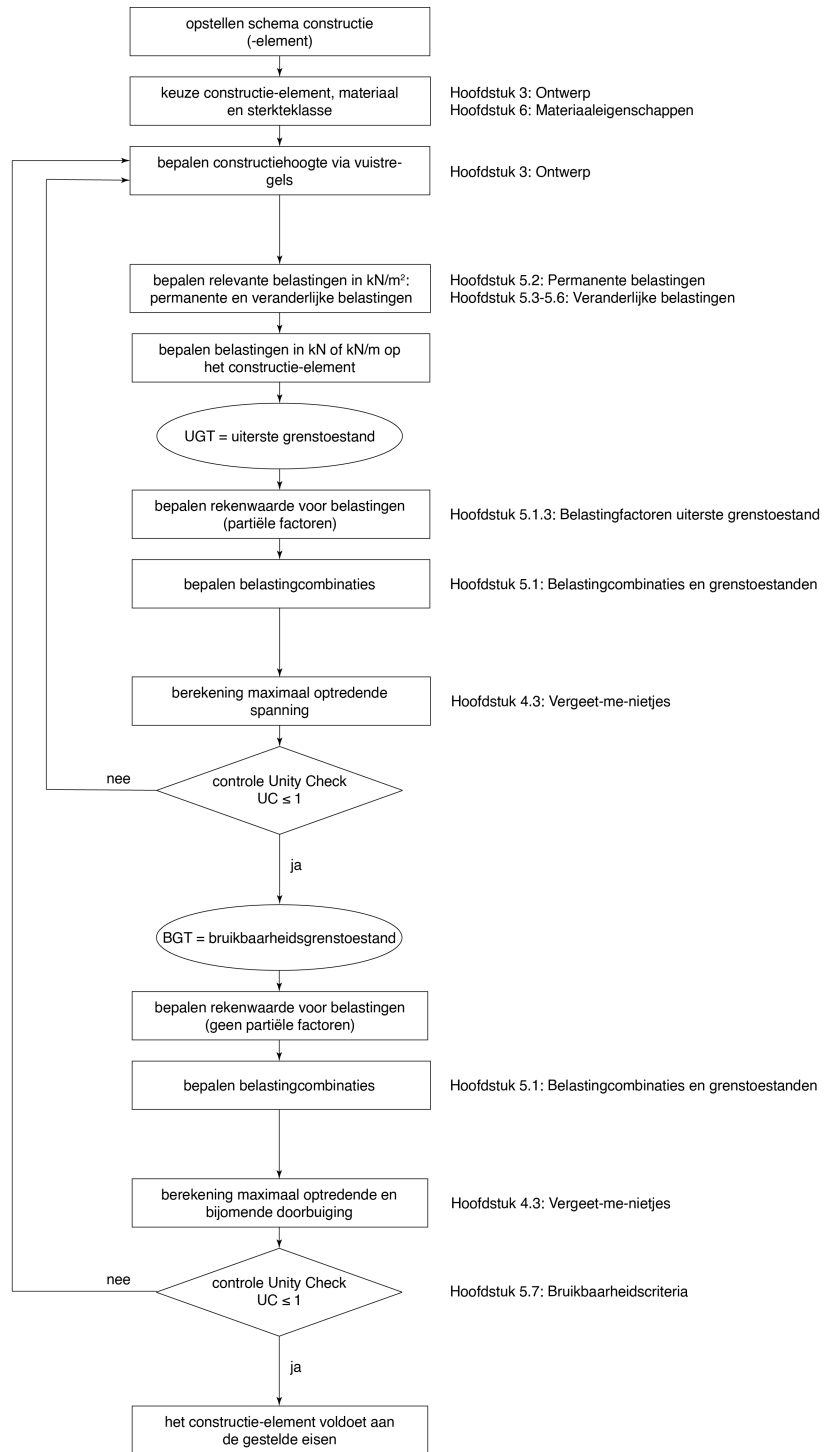 opstellen schema constructie
(-element)
keuze constructie-element, materiaal
en sterkteklasse
Hoofdstuk 3: Ontwerp
Hoofdstuk 6: Materiaaleigenschappen
bepalen constructiehoogte via vuistre-
gels
Hoofdstuk 3: Ontwerp
bepalen relevante belastingen in kN/m²:
permanente en veranderlijke belastingen
Hoofdstuk 5.2: Permanente belastingen
Hoofdstuk 5.3-5.6: Veranderlijke belastingen
bepalen belastingen in kN of kN/m op
het constructie-element
UGT = uiterste grenstoestand
bepalen rekenwaarde voor belastingen
(partiële factoren)
Hoofdstuk 5.1.3: Belastingfactoren uiterste grenstoestand
bepalen belastingcombinaties
Hoofdstuk 5.1: Belastingcombinaties en grenstoestanden
berekening maximaal optredende
spanning
Hoofdstuk 4.3: Vergeet-me-nietjes
nee
controle Unity Check
UC ≤ 1
ja
BGT = bruikbaarheidsgrenstoestand
bepalen rekenwaarde voor belastingen
(geen partiële factoren)
bepalen belastingcombinaties
Hoofdstuk 5.1: Belastingcombinaties en grenstoestanden
berekening maximaal optredende en
bijomende doorbuiging
Hoofdstuk 4.3: Vergeet-me-nietjes
nee
controle Unity Check
UC ≤ 1
Hoofdstuk 5.7: Bruikbaarheidscriteria
ja
het constructie-element voldoet aan
de gestelde eisen